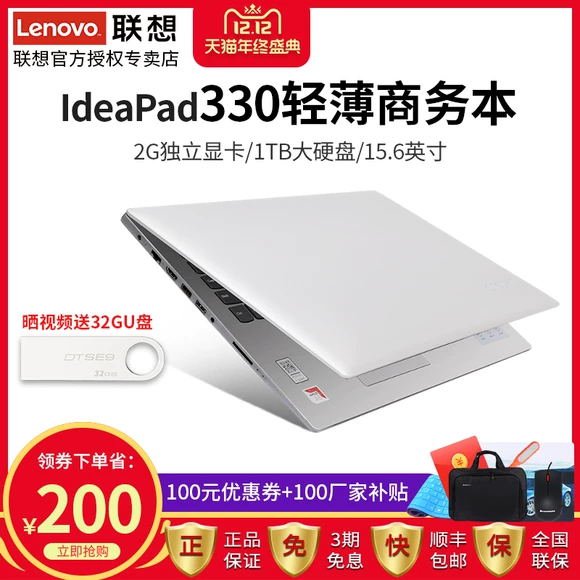 Lenovo 联想
联想官方授权专卖店
12.12
天猫年终盛典
IdeaPad330轻薄商务本
2G独立显卡/1TB大硬盘/15.6英寸
晒视频送32GU盘
DTSE9
32GB
领券下单省：
¥200
立即抢购
100元优惠券+100厂家补贴
正 正品保证
免 3期免息
快 顺丰包邮
保 全国联保